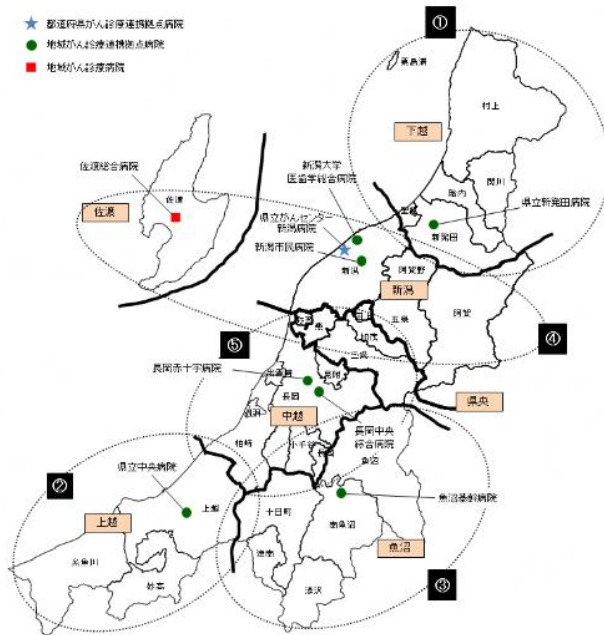 都道府県がん診療連携拠点病院
地域がん診療連携拠点病院
地域がん診療病院
①
粟島浦
村上
下越
関川
胎内
新潟大学
医歯学総合病院
佐渡総合病院
佐渡
佐渡
県立新発田病院
聖籠
新発田
県立がんセンター
新潟病院
新潟市民病院
新潟
阿賀野
新潟
阿賀
五泉
④
⑤
燕
加茂
三条
長岡赤十字病院
出雲崎
見附
長岡
県央
中越
長岡中央
綜合病院
柏崎
小千谷
魚沼
②
県立中央病院
上越
上越
魚沼基幹病院
十日町
南魚沼
魚沼
糸魚川
妙高
津南
湯沢
③